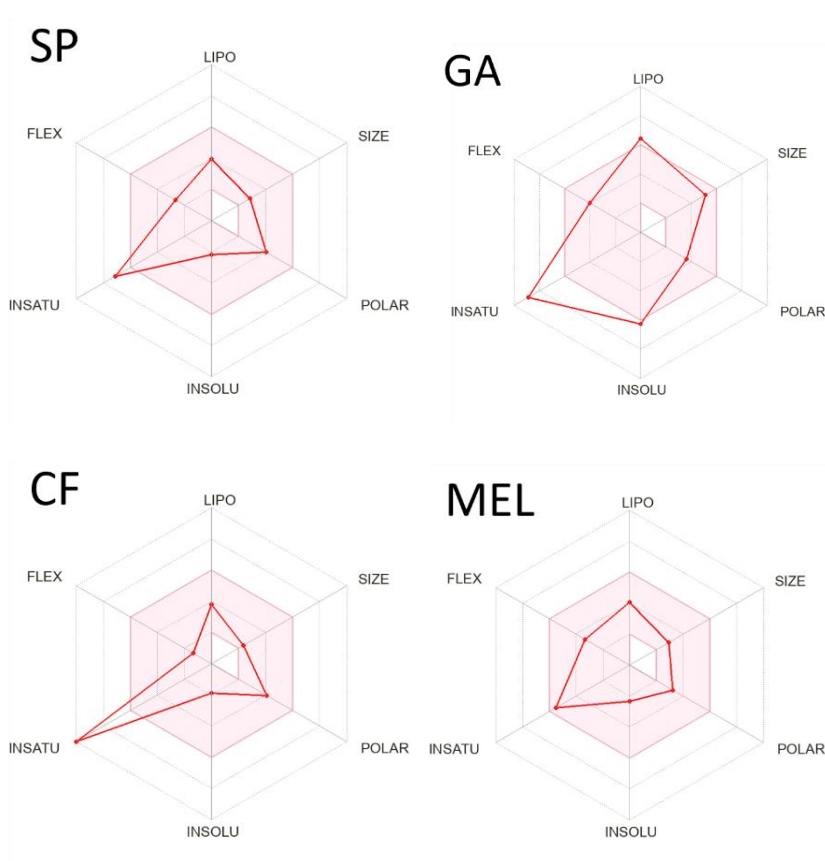 SP
LIPO
FLEX
SIZE
INSATU
POLAR
INSOLU
GA
LIPO
FLEX
SIZE
INSATU
POLAR
INSOLU
CF
LIPO
FLEX
SIZE
INSATU
POLAR
INSOLU
MEL
LIPO
FLEX
SIZE
INSATU
POLAR
INSOLU